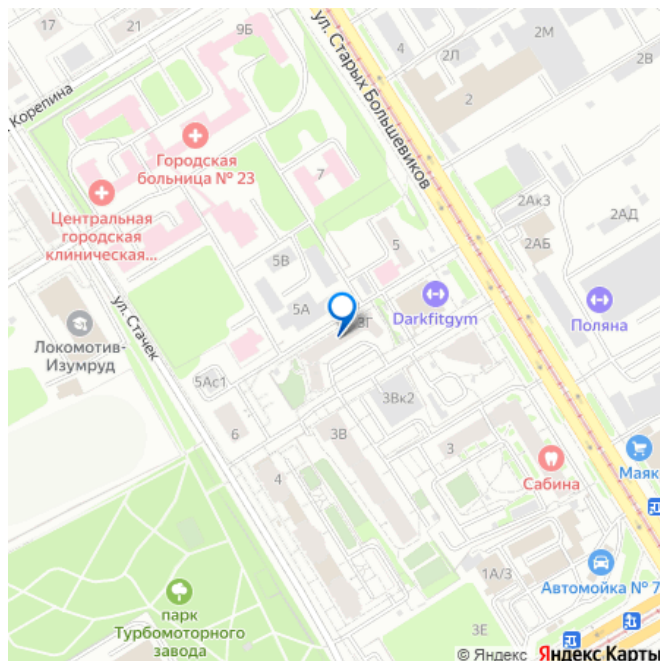 17
21
9Б
ул. Старых Большевиков
4
2Л
2М
2В
2
Корепина
Городская
больница № 23
7
Центральная
городская
клиническая...
2Ак3
2АД
2АБ
5В
5
5А
3Г
Darkfitgym
Поляна
ул. Стачек
Локомотив-
Изумруд
5Ас1
3Вк2
6
3В
3
Сабина
Маяк
4
1А/3
Автомойка № 7
парк
Турбомоторного
завода
3Е
© Яндекс Яндекс Карты